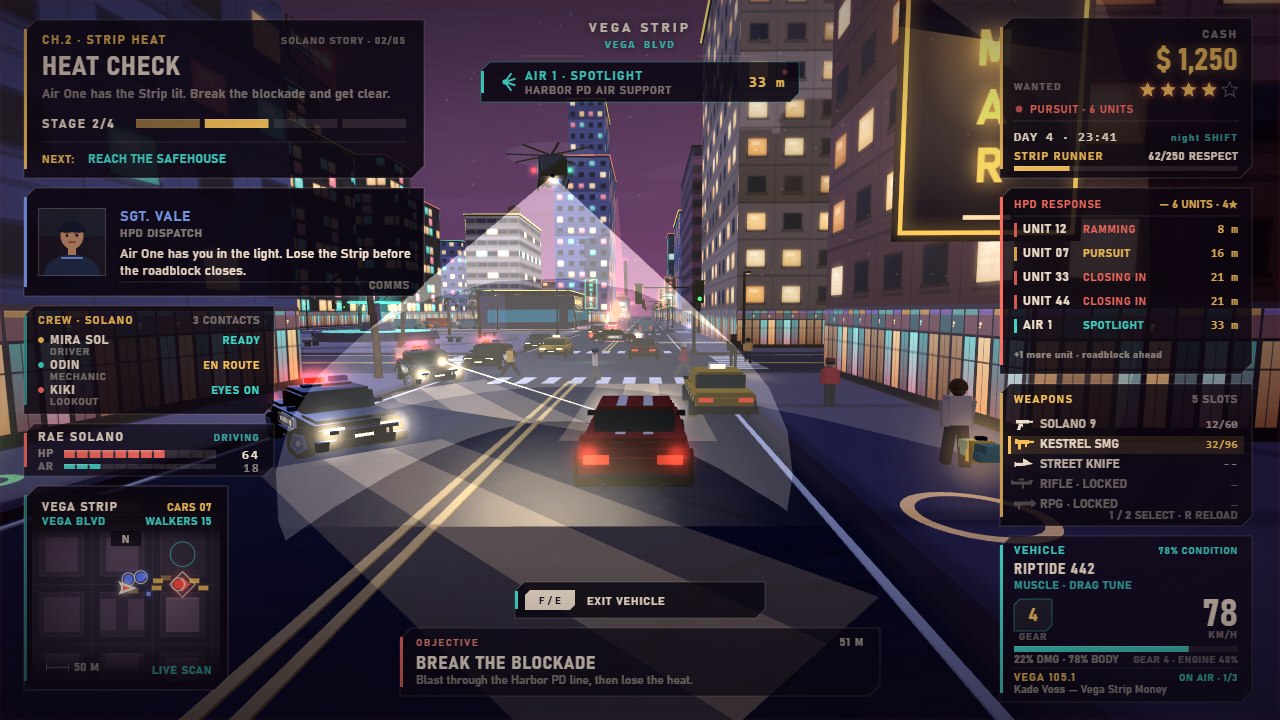 CH.2 · STRIP HEAT
SOLANO STORY · 02/05
HEAT CHECK
Air One has the Strip lit. Break the blockade and get clear.
STAGE 2/4
NEXT: REACH THE SAFEHOUSE
SGT. VALE
HPD DISPATCH
Air One has you in the light. Lose the Strip before
the roadblock closes.
COMMS
CREW · SOLANO
3 CONTACTS
MIRA SOL READY
DRIVER
ODIN EN ROUTE
MECHANIC
KIKI EYES ON
LOOKOUT
RAE SOLANO DRIVING
HP 64
AR 18
VEGA STRIP CARS 07
VEGA BLVD WALKERS 15
N
50 M LIVE SCAN
VEGA STRIP
VEGA BLVD
AIR 1 · SPOTLIGHT
HARBOR PD AIR SUPPORT
33 m
MAR
F / E EXIT VEHICLE
OBJECTIVE 51 M
BREAK THE BLOCKADE
Blast through the Harbor PD line, then lose the heat.
CASH
$ 1,250
WANTED ★★★★☆
PURSUIT · 6 UNITS
DAY 4 · 23:41 night SHIFT
STRIP RUNNER 62/250 RESPECT
HPD RESPONSE — 6 UNITS · 4★
UNIT 12 RAMMING 8 m
UNIT 07 PURSUIT 16 m
UNIT 33 CLOSING IN 21 m
UNIT 44 CLOSING IN 21 m
AIR 1 SPOTLIGHT 33 m
+1 more unit · roadblock ahead
WEAPONS 5 SLOTS
SOLANO 9 12/60
KESTREL SMG 32/96
STREET KNIFE --
RIFLE · LOCKED —
RPG · LOCKED —
1 / 2 SELECT · R RELOAD
VEHICLE 78% CONDITION
RIPTIDE 442
MUSCLE · DRAG TUNE
4 78
GEAR KM/H
22% DMG · 78% BODY GEAR 4 · ENGINE 48%
VEGA 105.1 ON AIR · 1/3
Kade Voss — Vega Strip Money